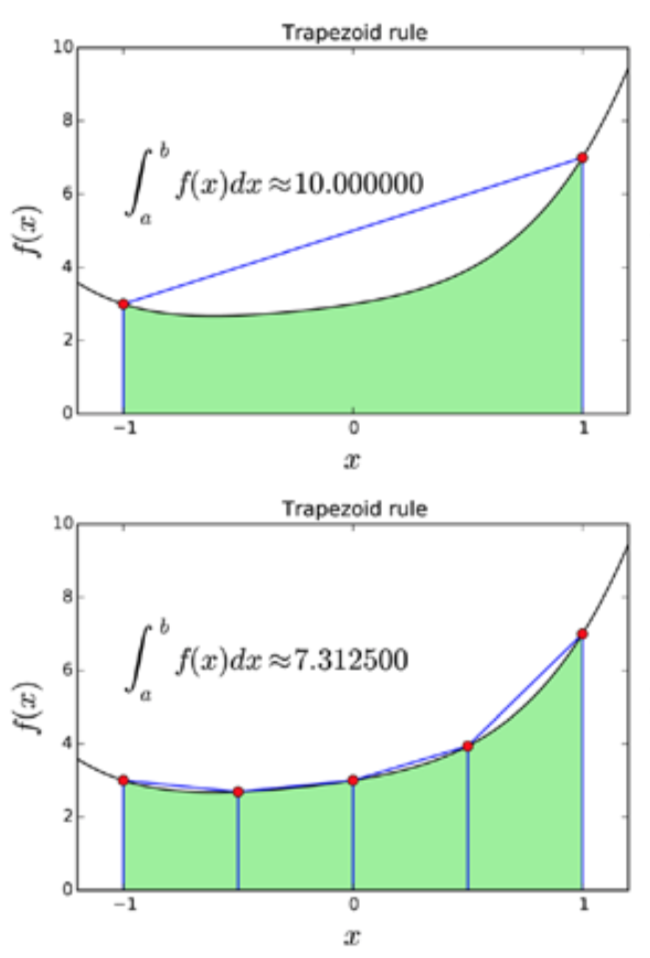 Trapezoid rule
10
8
∫_a^b f(x)dx≈10.000000
6
f(x)
4
2
0
−1 0 1
x
Trapezoid rule
10
8
∫_a^b f(x)dx≈7.312500
6
f(x)
4
2
0
−1 0 1
x